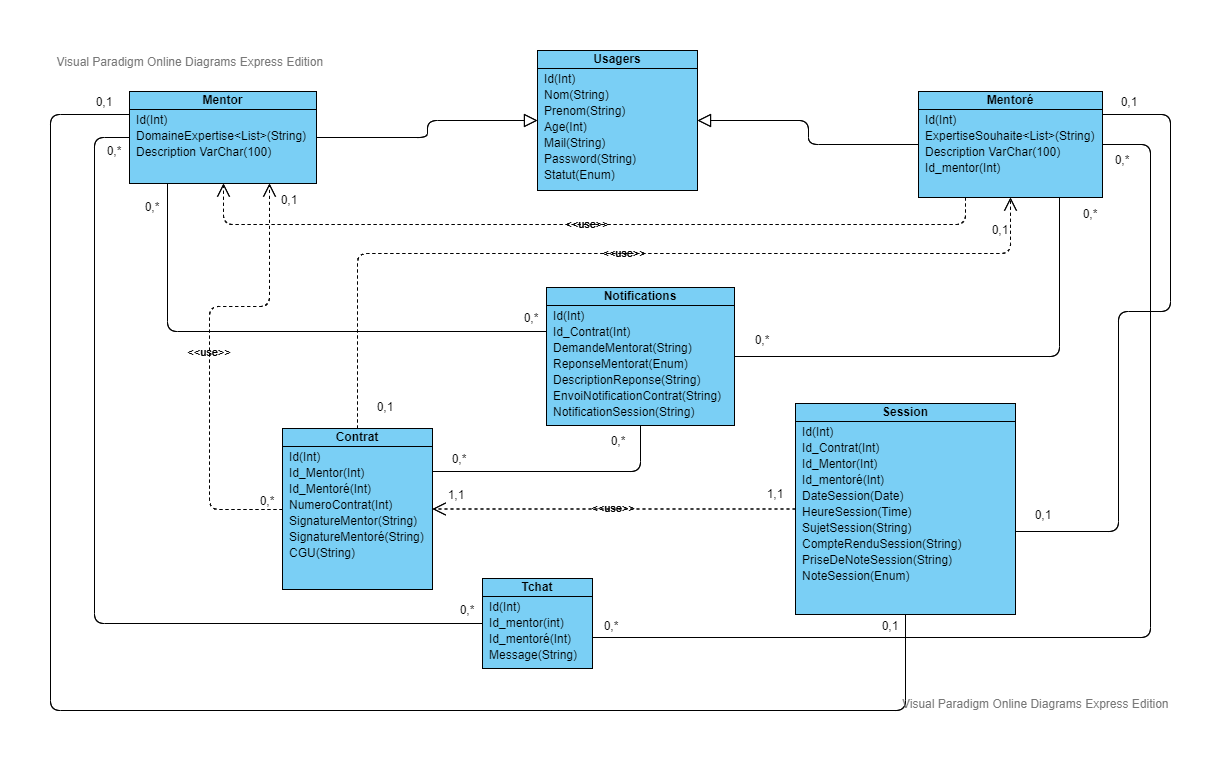 Visual Paradigm Online Diagrams Express Edition
Usagers
Id(Int)
Nom(String)
Prenom(String)
Age(Int)
Mail(String)
Password(String)
Statut(Enum)
0,1
Mentor
Id(Int)
DomaineExpertise<List>(String)
Description VarChar(100)
0,*
0,*
0,1
Mentoré
Id(Int)
ExpertiseSouhaite<List>(String)
Description VarChar(100)
Id_mentor(Int)
0,1
0,*
0,*
0,1
<<use>>
<<use>>
<<use>>
Notifications
Id(Int)
Id_Contrat(Int)
DemandeMentorat(String)
ReponseMentorat(Enum)
DescriptionReponse(String)
EnvoiNotificationContrat(String)
NotificationSession(String)
0,*
0,*
0,*
0,1
Contrat
Id(Int)
Id_Mentor(Int)
Id_Mentoré(Int)
NumeroContrat(Int)
SignatureMentor(String)
SignatureMentoré(String)
CGU(String)
0,*
0,*
1,1
<<use>>
1,1
Session
Id(Int)
Id_Contrat(Int)
Id_Mentor(Int)
Id_mentoré(Int)
DateSession(Date)
HeureSession(Time)
SujetSession(String)
CompteRenduSession(String)
PriseDeNoteSession(String)
NoteSession(Enum)
0,1
0,1
Tchat
Id(Int)
Id_mentor(int)
Id_mentoré(Int)
Message(String)
0,*
0,*
Visual Paradigm Online Diagrams Express Edition